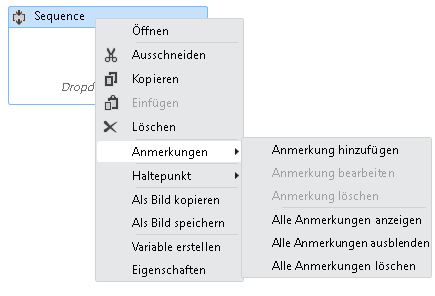 Sequence
Öffnen
Ausschneiden
Dropd
Kopieren
Einfügen
Löschen
Anmerkungen
Haltepunkt
Als Bild kopieren
Als Bild speichern
Variable erstellen
Eigenschaften
Anmerkung hinzufügen
Anmerkung bearbeiten
Anmerkung löschen
Alle Anmerkungen anzeigen
Alle Anmerkungen ausblenden
Alle Anmerkungen löschen